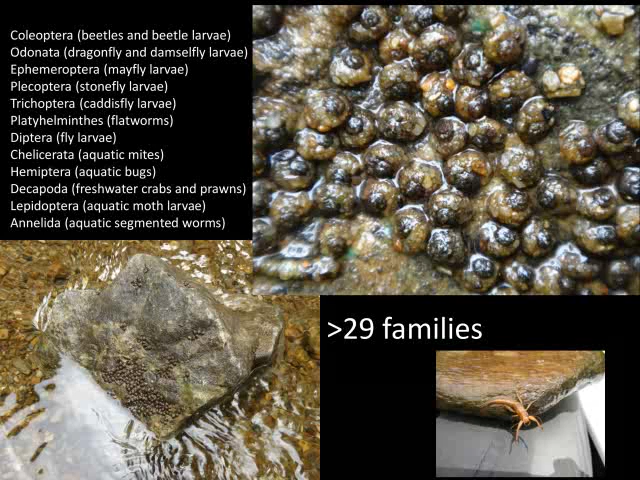 Coleoptera (beetles and beetle larvae)
Odonata (dragonfly and damselfly larvae)
Ephemeroptera (mayfly larvae)
Plecoptera (stonefly larvae)
Trichoptera (caddisfly larvae)
Platyhelminthes (flatworms)
Diptera (fly larvae)
Chelicerata (aquatic mites)
Hemiptera (aquatic bugs)
Decapoda (freshwater crabs and prawns)
Lepidoptera (aquatic moth larvae)
Annelida (aquatic segmented worms)
>29 families